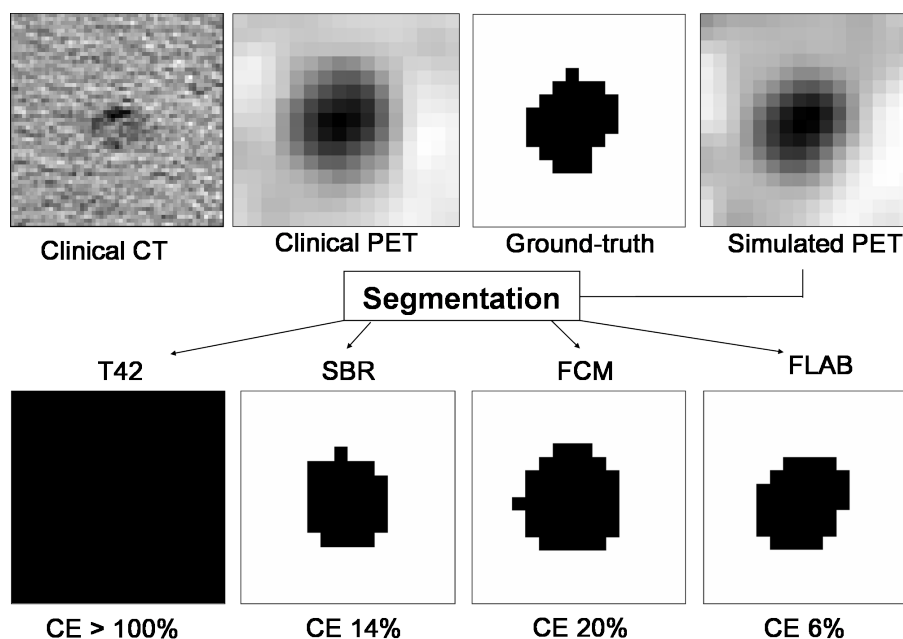 Clinical CT
Clinical PET
Ground-truth
Simulated PET
Segmentation
T42
SBR
FCM
FLAB
CE > 100%
CE 14%
CE 20%
CE 6%